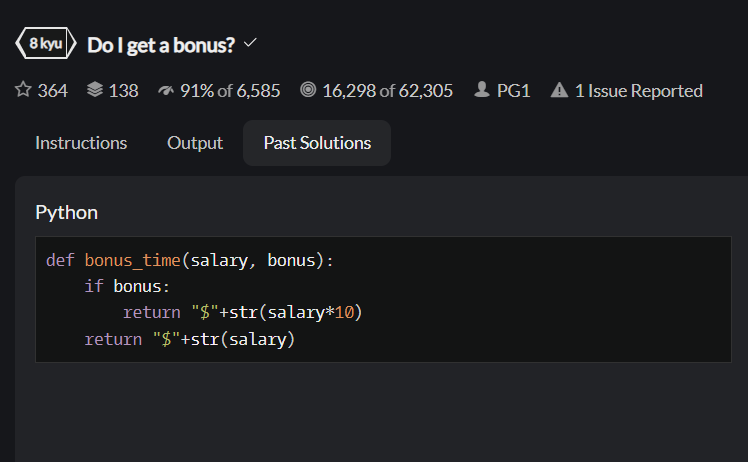 8 kyu Do I get a bonus?
364 138 91% of 6,585 16,298 of 62,305 PG1 1 Issue Reported
Instructions Output Past Solutions
Python
def bonus_time(salary, bonus):
    if bonus:
        return "$"+str(salary*10)
    return "$"+str(salary)